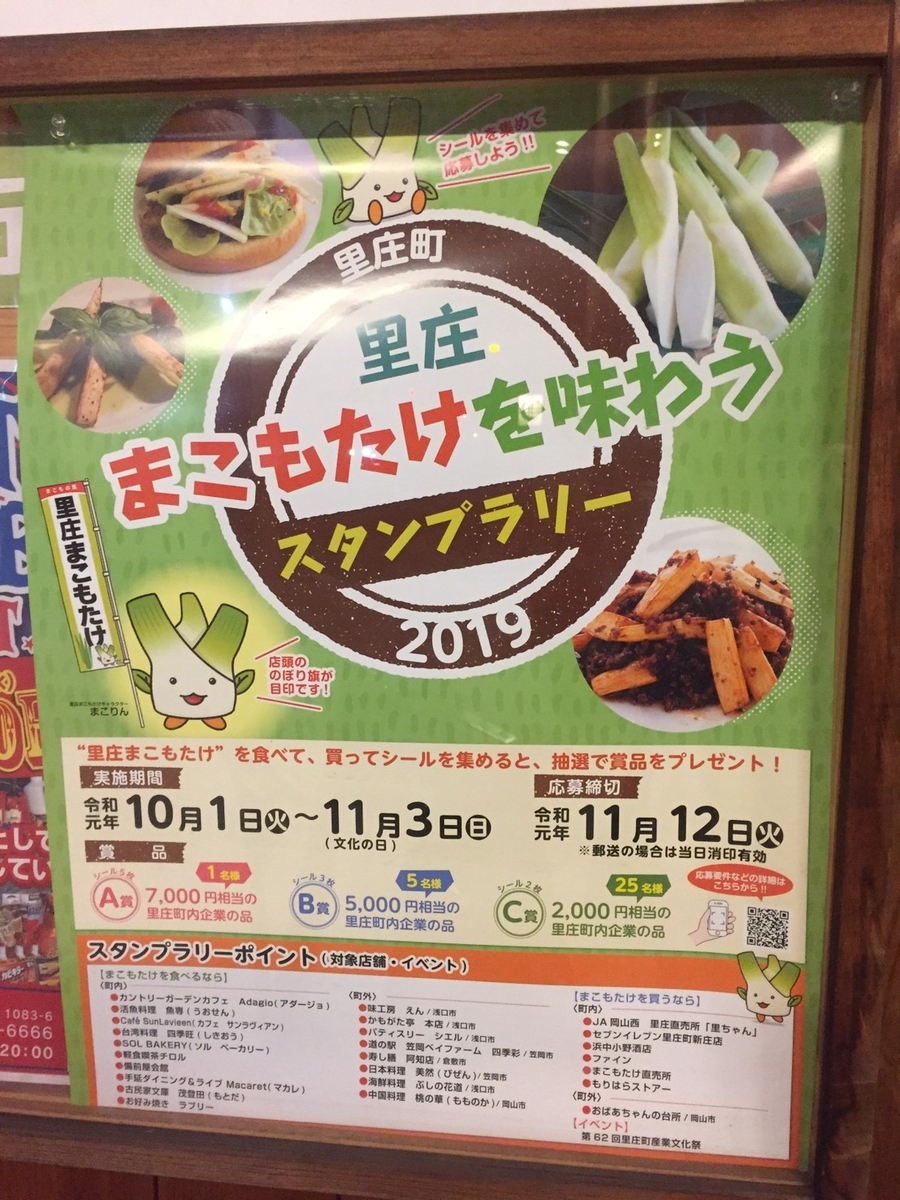 シールを集めて
応募しよう!!
里庄町
里庄
まこもたけを味わう
スタンプラリー
2019
まこもの里
里庄まこもたけ
店頭の
のぼり旗が
目印です!
里庄まこもたけキャラクター
まこりん
“里庄まこもたけ”を食べて、買ってシールを集めると、抽選で賞品をプレゼント!
実施期間
令和元年 10月1日㊋~11月3日㊐
(文化の日)
応募締切
令和元年 11月12日㊋
※郵送の場合は当日消印有効
賞 品
シール5枚
A賞
1名様
7,000円相当の
里庄町内企業の品
シール3枚
B賞
5名様
5,000円相当の
里庄町内企業の品
シール2枚
C賞
25名様
2,000円相当の
里庄町内企業の品
応募要件などの詳細は
こちらから!!
スタンプラリーポイント(対象店舗・イベント)
【まこもたけを食べるなら】
〈町内〉
●カントリーガーデンカフェ Adagio(アダージョ)
●活魚料理 魚専(うおせん)
●Café SunLavieen(カフェ サンラヴィアン)
●台湾料理 四季旺(しきおう)
●SOL BAKERY(ソル ベーカリー)
●軽食喫茶チロル
●備前屋会館
●手延ダイニング&ライブ Macaret(マカレ)
●古民家文庫 茂登田(もとだ)
●お好み焼き ラブリー
〈町外〉
●味工房 えん/浅口市
●かもがた亭 本店/浅口市
●パティスリー シエル/浅口市
●道の駅 笠岡ベイファーム 四季彩/笠岡市
●寿し膳 阿知店/倉敷市
●日本料理 美然(びぜん)/笠岡市
●海鮮料理 ぶしの花道/浅口市
●中国料理 桃の華(もものか)/岡山市
【まこもたけを買うなら】
〈町内〉
●JA岡山西 里庄直売所「里ちゃん」
●セブンイレブン里庄町新庄店
●浜中小野酒店
●ファイン
●まこもたけ直売所
●もりはらストアー
〈町外〉
●おばあちゃんの台所/岡山市
【イベント】
第62回里庄町産業文化祭
1083-6
-6666
20:00